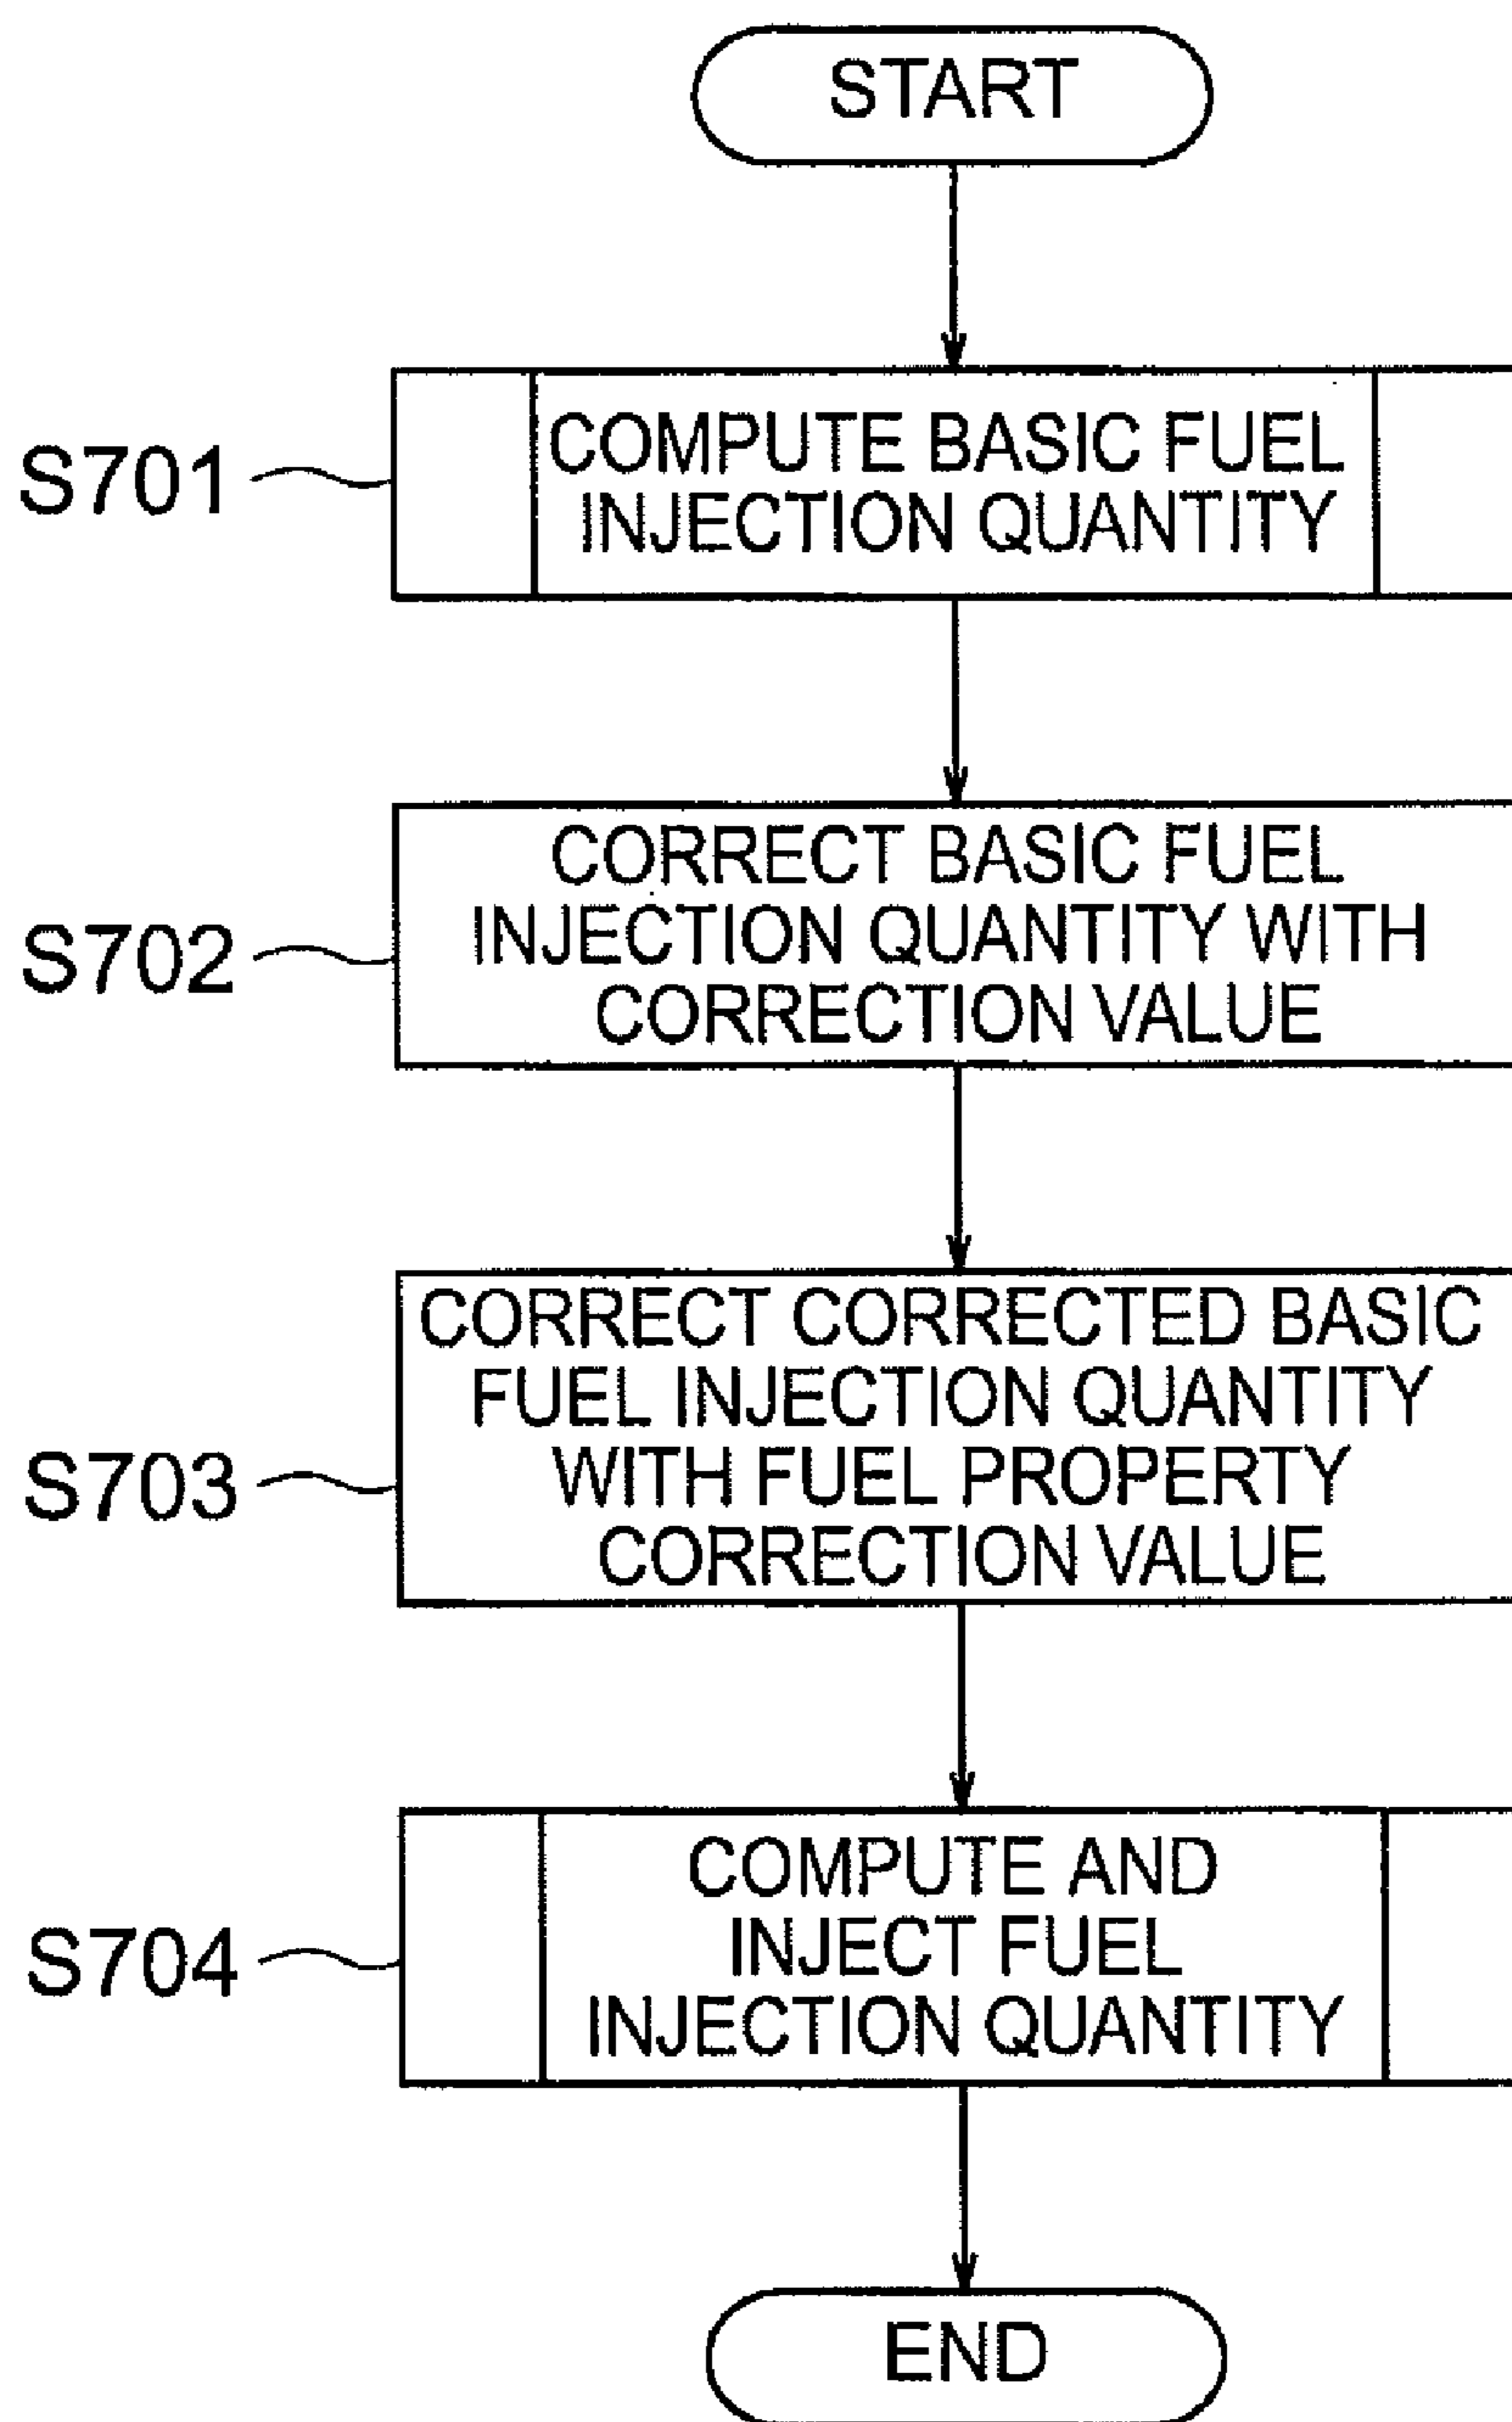 START
S701
COMPUTE BASIC FUEL
INJECTION QUANTITY
S702
CORRECT BASIC FUEL
INJECTION QUANTITY WITH
CORRECTION VALUE
S703
CORRECT CORRECTED BASIC
FUEL INJECTION QUANTITY
WITH FUEL PROPERTY
CORRECTION VALUE
S704
COMPUTE AND
INJECT FUEL
INJECTION QUANTITY
END